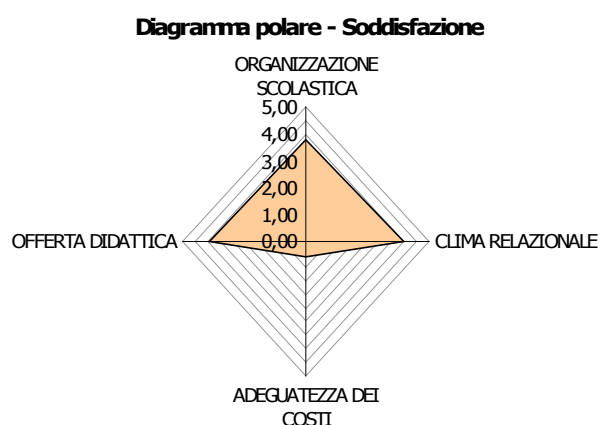 Diagramma polare - Soddisfazione
ORGANIZZAZIONE
SCOLASTICA
5,00
4,00
3,00
2,00
1,00
0,00
OFFERTA DIDATTICA
CLIMA RELAZIONALE
ADEGUATEZZA DEI
COSTI